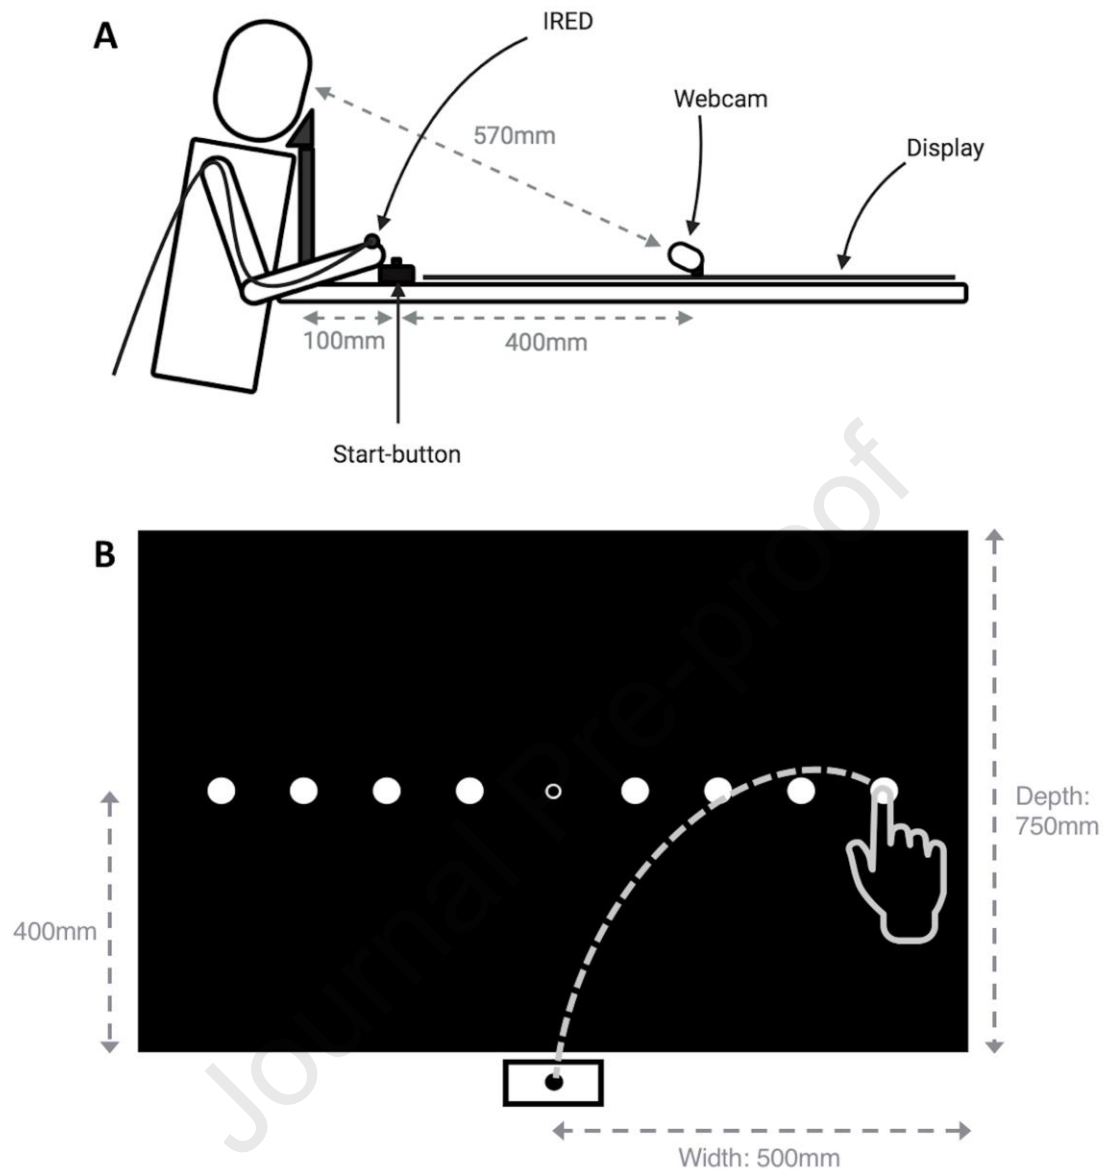 A
IRED
Webcam
570mm
Display
100mm
400mm
Start-button
B
Journal Pre-proof
Depth:
750mm
400mm
Width: 500mm